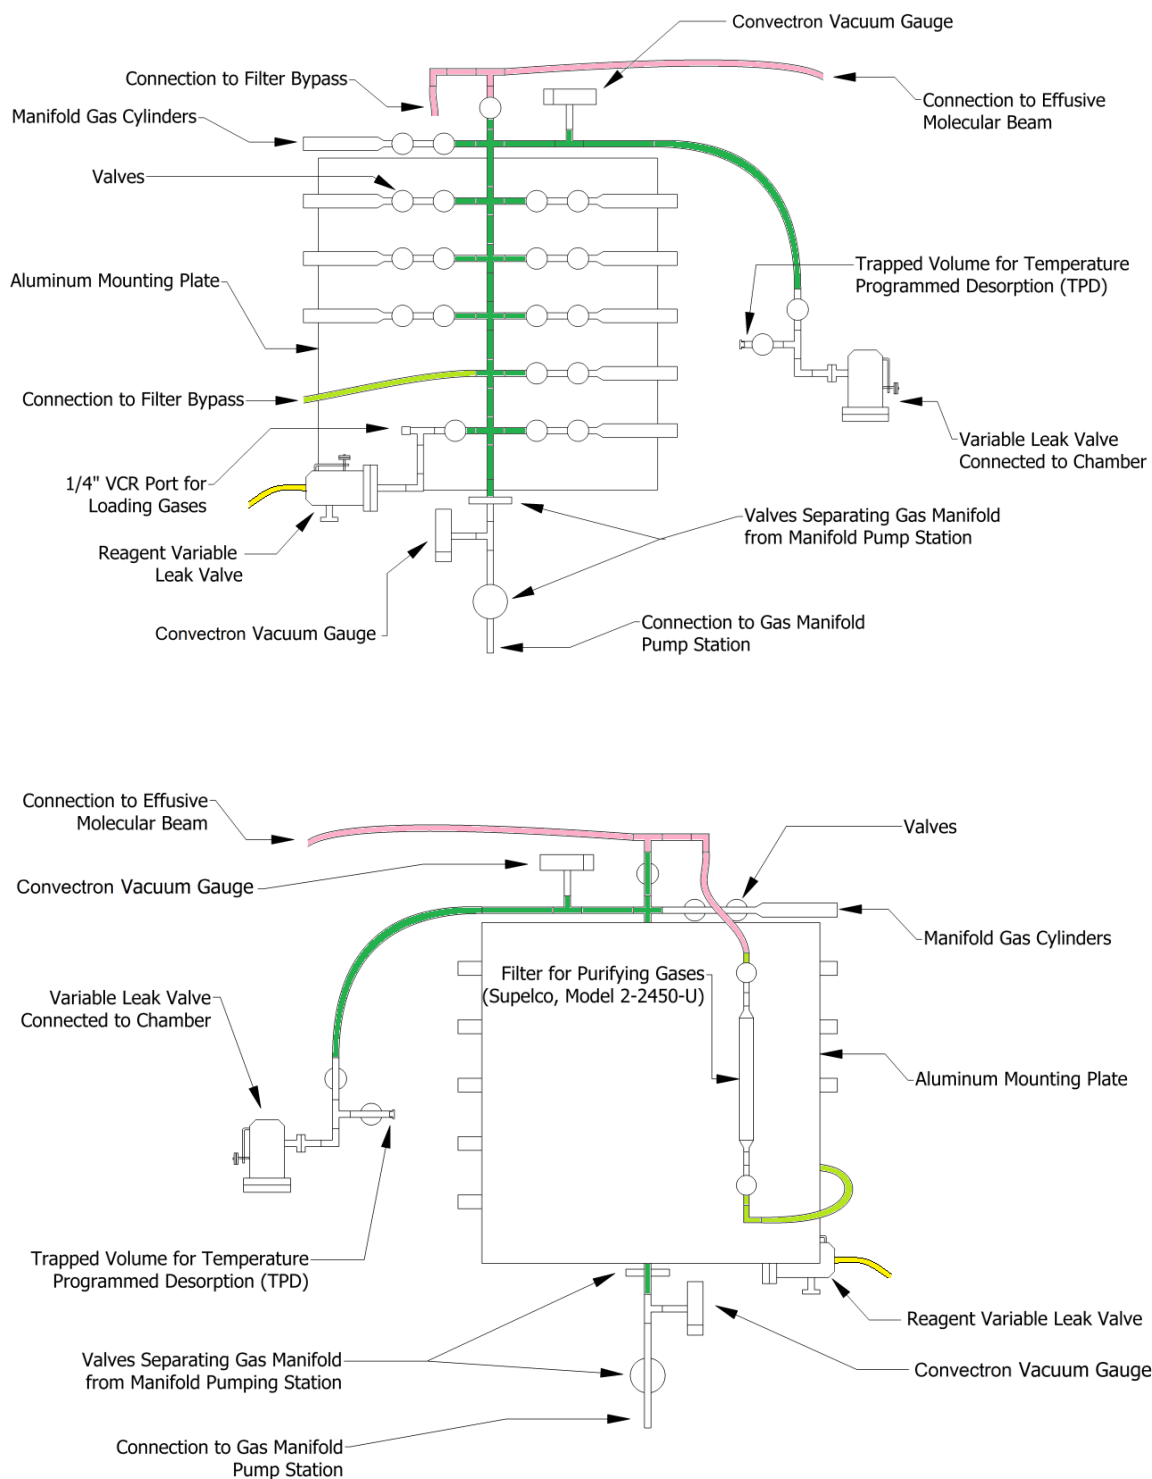 Convectron Vacuum Gauge
Connection to Filter Bypass
Connection to Effusive
Molecular Beam
Manifold Gas Cylinders
Valves
Trapped Volume for Temperature
Programmed Desorption (TPD)
Aluminum Mounting Plate
Connection to Filter Bypass
Variable Leak Valve
Connected to Chamber
1/4" VCR Port for
Loading Gases
Valves Separating Gas Manifold
from Manifold Pump Station
Reagent Variable
Leak Valve
Convectron Vacuum Gauge
Connection to Gas Manifold
Pump Station
Connection to Effusive
Molecular Beam
Valves
Convectron Vacuum Gauge
Manifold Gas Cylinders
Filter for Purifying Gases
(Supelco, Model 2-2450-U)
Variable Leak Valve
Connected to Chamber
Aluminum Mounting Plate
Trapped Volume for Temperature
Programmed Desorption (TPD)
Reagent Variable Leak Valve
Valves Separating Gas Manifold
from Manifold Pumping Station
Convectron Vacuum Gauge
Connection to Gas Manifold
Pump Station